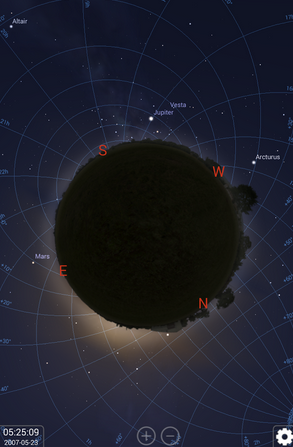 Altair
Vesta
Jupiter
S
Arcturus
W
Mars
E
N
05:25:09
2007-05-23